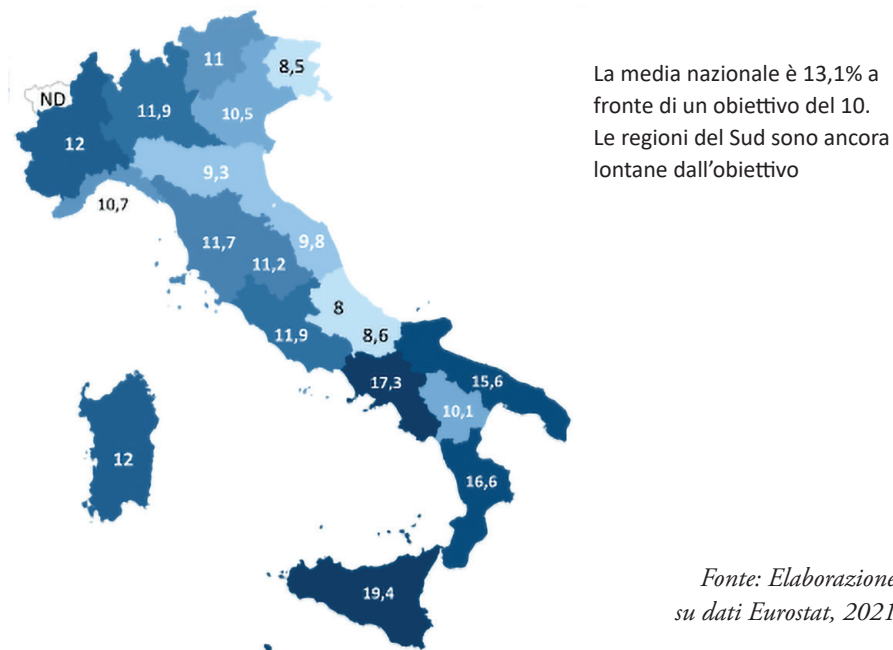 11
8,5
ND
11,9
10,5
12
9,3
10,7
11,7
9,8
11,2
8
11,9
8,6
17,3
15,6
10,1
12
16,6
19,4
La media nazionale è 13,1% a
fronte di un obiettivo del 10.
Le regioni del Sud sono ancora
lontane dall’obiettivo
Fonte: Elaborazione
su dati Eurostat, 2021